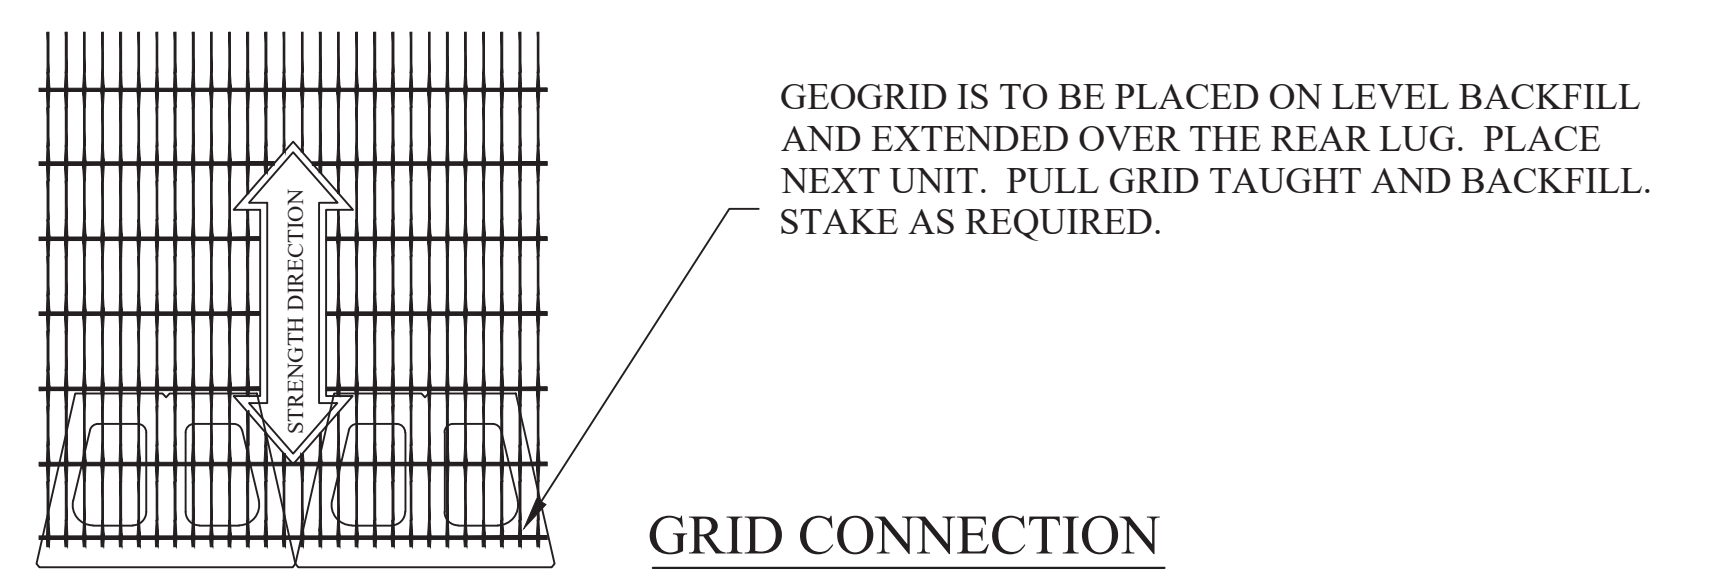 GEOGRID IS TO BE PLACED ON LEVEL BACKFILL
AND EXTENDED OVER THE REAR LUG. PLACE
NEXT UNIT. PULL GRID TAUGHT AND BACKFILL.
STAKE AS REQUIRED.
STRENGTH DIRECTION
GRID CONNECTION